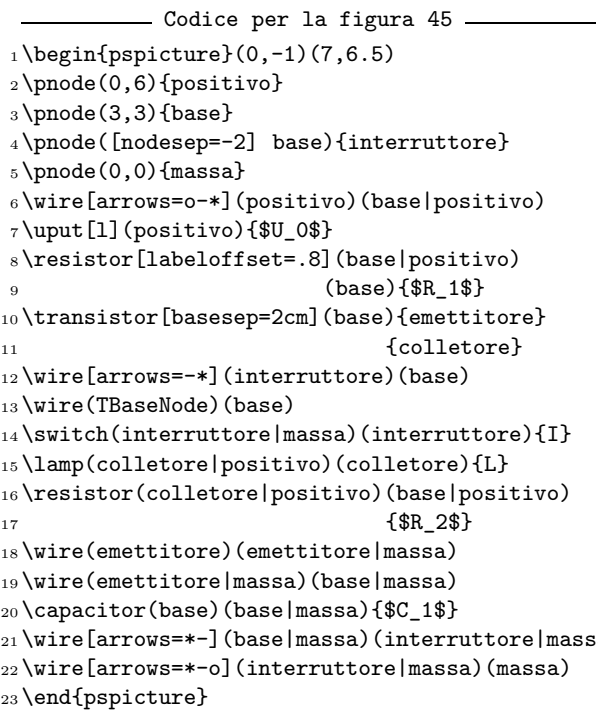 Codice per la figura 45
1 \begin{pspicture}(0,-1)(7,6.5)
2 \pnode(0,6){positivo}
3 \pnode(3,3){base}
4 \pnode([nodesep=-2] base){interruttore}
5 \pnode(0,0){massa}
6 \wire[arrows=o-*](positivo)(base|positivo)
7 \uput[l](positivo){$U_0$}
8 \resistor[labeloffset=.8](base|positivo)
9                          (base){$R_1$}
10 \transistor[basesep=2cm](base){emettitore}
11                               {colletore}
12 \wire[arrows=-*](interruttore)(base)
13 \wire(TBaseNode)(base)
14 \switch(interruttore|massa)(interruttore){I}
15 \lamp(colletore|positivo)(colletore){L}
16 \resistor(colletore|positivo)(base|positivo)
17                               {$R_2$}
18 \wire(emettitore)(emettitore|massa)
19 \wire(emettitore|massa)(base|massa)
20 \capacitor(base)(base|massa){$C_1$}
21 \wire[arrows=*-](base|massa)(interruttore|mass
22 \wire[arrows=*-o](interruttore|massa)(massa)
23 \end{pspicture}